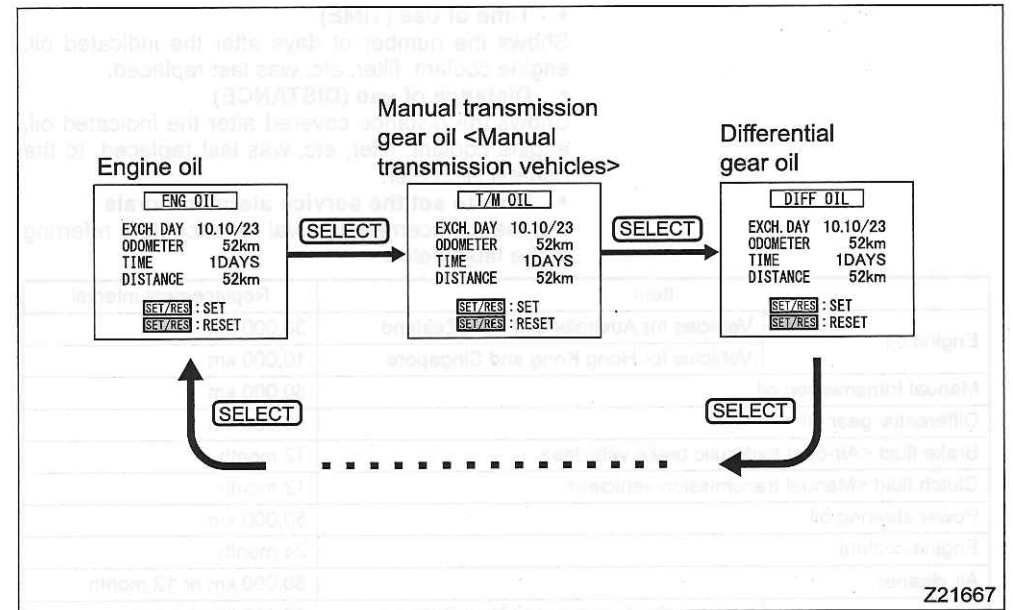 Engine oil
ENG OIL
EXCH. DAY 10.10/23
ODOMETER 52km
TIME 1DAYS
DISTANCE 52km
SET/RES : SET
SET/RES : RESET
SELECT
Manual transmission
gear oil <Manual
transmission vehicles>
T/M OIL
EXCH. DAY 10.10/23
ODOMETER 52km
TIME 1DAYS
DISTANCE 52km
SET/RES : SET
SET/RES : RESET
SELECT
Differential
gear oil
DIFF OIL
EXCH. DAY 10.10/23
ODOMETER 52km
TIME 1DAYS
DISTANCE 52km
SET/RES : SET
SET/RES : RESET
SELECT
SELECT
Z21667